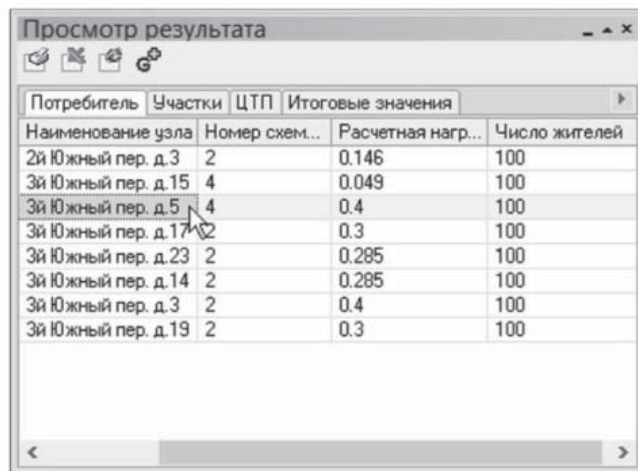 Просмотр результата
Потребитель Участки ЦТП Итоговые значения
Наименование узла Номер схем... Расчетная нагр... Число жителей
2й Южный пер. д.3 2 0.146 100
3й Южный пер. д.15 4 0.049 100
3й Южный пер. д.5 4 0.4 100
3й Южный пер. д.17 2 0.3 100
3й Южный пер. д.23 2 0.285 100
3й Южный пер. д.14 2 0.285 100
3й Южный пер. д.3 2 0.4 100
3й Южный пер. д.19 2 0.3 100